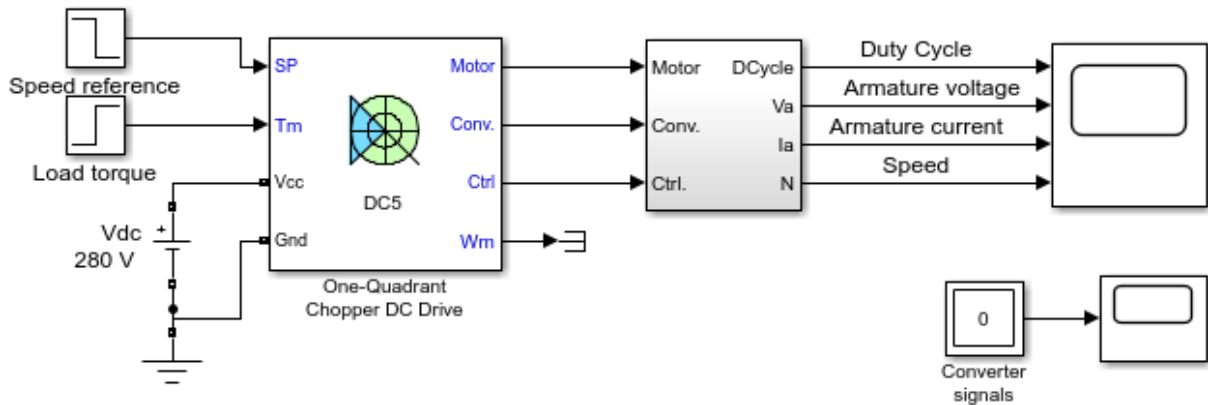 Speed reference
Load torque
Vdc
+
280 V
SP
Tm
Vcc
Gnd
Motor
Conv.
Ctrl
Wm
DC5
One-Quadrant
Chopper DC Drive
Motor
Conv.
Ctrl.
DCycle
Va
Ia
N
Duty Cycle
Armature voltage
Armature current
Speed
0
Converter
signals